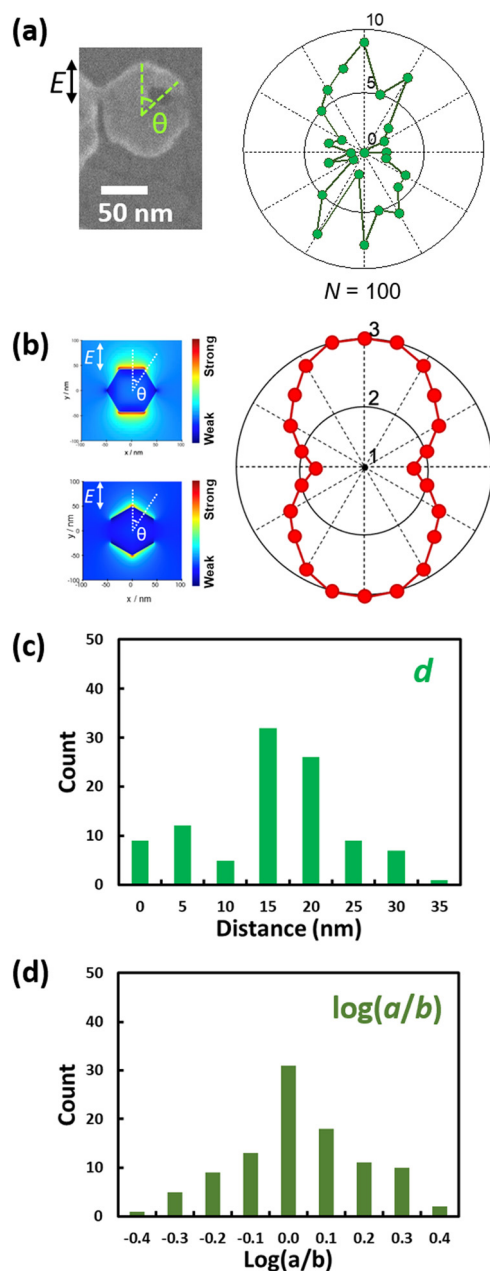 (a)
E
θ
50 nm
10
5
0
N = 100
(b)
100
50
0
-50
-100
y / nm
E
θ
-100
-50
0
50
100
x / nm
Strong
Weak
100
50
0
-50
-100
y / nm
E
θ
-100
-50
0
50
100
x / nm
Strong
Weak
3
2
1
(c)
d
50
40
30
20
10
0
Count
0 5 10 15 20 25 30 35
Distance (nm)
(d)
log(a/b)
50
40
30
20
10
0
Count
-0.4 -0.3 -0.2 -0.1 0.0 0.1 0.2 0.3 0.4
Log(a/b)